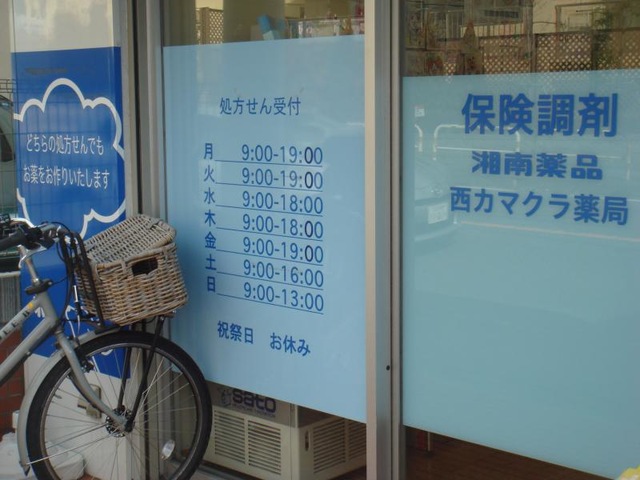 どちらの処方せんでも
お薬をお作りいたします
処方せん受付
月 9:00-19:00
火 9:00-19:00
水 9:00-18:00
木 9:00-18:00
金 9:00-19:00
土 9:00-16:00
日 9:00-13:00
祝祭日 お休み
保険調剤
湘南薬品
西カマクラ薬局
sato